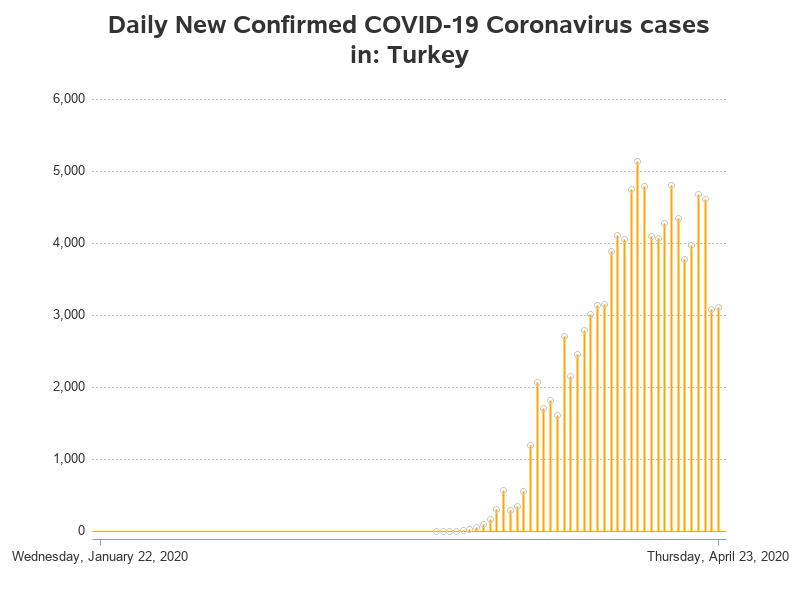 Daily New Confirmed COVID-19 Coronavirus cases
in: Turkey
6,000
5,000
4,000
3,000
2,000
1,000
0
Wednesday, January 22, 2020
Thursday, April 23, 2020